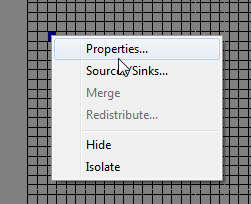 Properties...
Sources/Sinks...
Merge
Redistribute...
Hide
Isolate